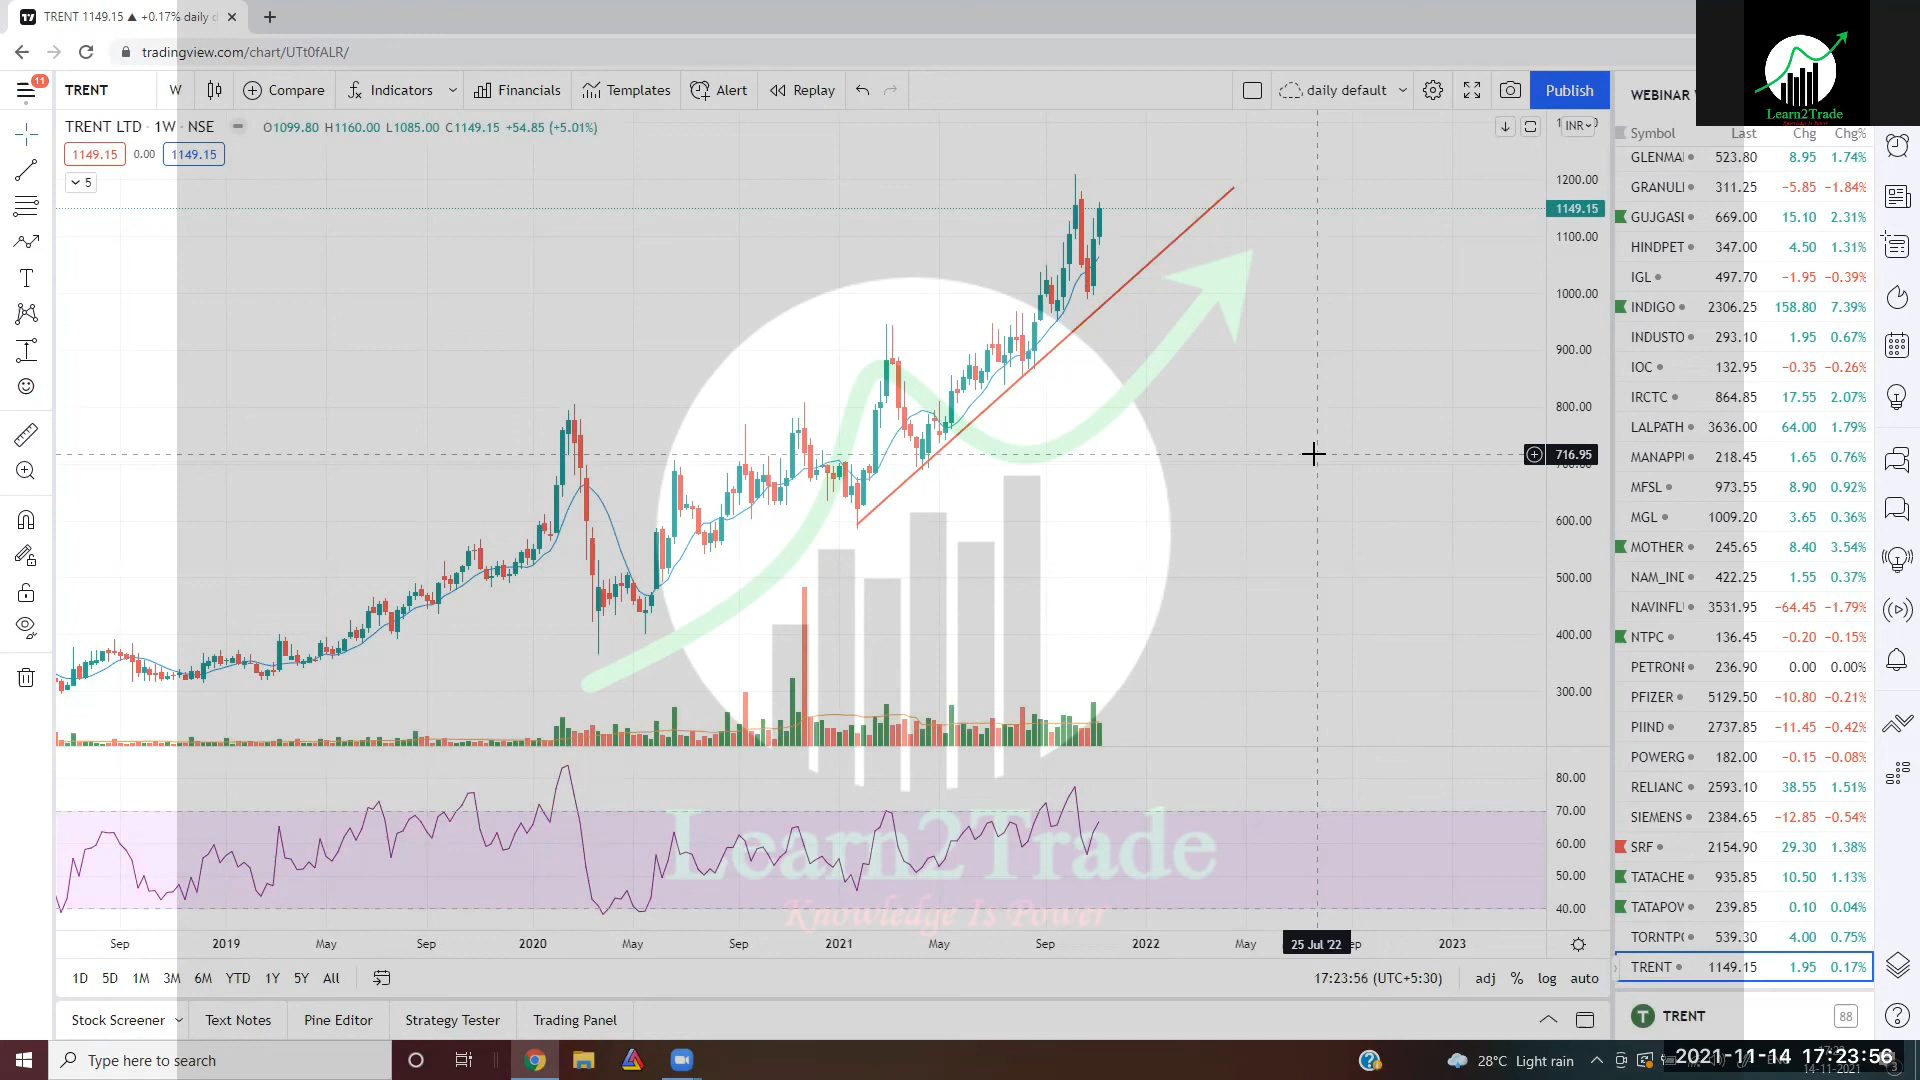 TRENT 1149.15 ▲ +0.17% daily
tradingview.com/chart/UTt0fALR/
11
TRENT W Compare Indicators Financials Templates Alert Replay daily default Publish
TRENT LTD · 1W · NSE O1099.80 H1160.00 L1085.00 C1149.15 +54.85 (+5.01%)
1149.15 0.00 1149.15
5
INR
1200.00
1149.15
1100.00
1000.00
900.00
800.00
716.95
600.00
500.00
400.00
300.00
80.00
70.00
60.00
50.00
40.00
Learn2Trade
Knowledge Is Power
Sep 2019 May Sep 2020 May Sep 2021 May Sep 2022 May 25 Jul '22 2023
1D 5D 1M 3M 6M YTD 1Y 5Y All 17:23:56 (UTC+5:30) adj % log auto
Stock Screener Text Notes Pine Editor Strategy Tester Trading Panel
WEBINAR
Learn2Trade
Symbol Last Chg Chg%
GLENMA 523.80 8.95 1.74%
GRANULI 311.25 −5.85 −1.84%
GUJGASL 669.00 15.10 2.31%
HINDPET 347.00 4.50 1.31%
IGL 497.70 −1.95 −0.39%
INDIGO 2306.25 158.80 7.39%
INDUSTO 293.10 1.95 0.67%
IOC 132.95 −0.35 −0.26%
IRCTC 864.85 17.55 2.07%
LALPATH 3636.00 64.00 1.79%
MANAPPI 218.45 1.65 0.76%
MFSL 973.55 8.90 0.92%
MGL 1009.20 3.65 0.36%
MOTHER 245.65 8.40 3.54%
NAM_INE 422.25 1.55 0.37%
NAVINFL 3531.95 −64.45 −1.79%
NTPC 136.45 −0.20 −0.15%
PETRONE 236.90 0.00 0.00%
PFIZER 5129.50 −10.80 −0.21%
PIIND 2737.85 −11.45 −0.42%
POWERG 182.00 −0.15 −0.08%
RELIANC 2593.10 38.55 1.51%
SIEMENS 2384.65 −12.85 −0.54%
SRF 2154.90 29.30 1.38%
TATACHE 935.85 10.50 1.13%
TATAPOV 239.85 0.10 0.04%
TORNTP 539.30 4.00 0.75%
TRENT 1149.15 1.95 0.17%
T TRENT 88
Type here to search
28°C Light rain
2021-11-14 17:23:56
14-11-2021